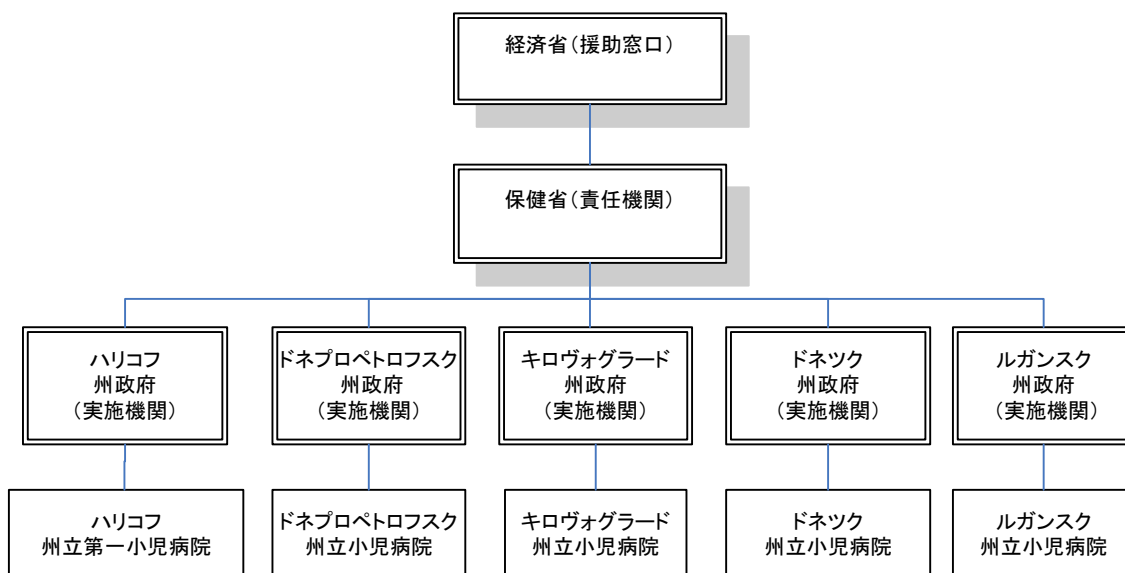 経済省（援助窓口）
保健省（責任機関）
ハリコフ
州政府
（実施機関）
ドネプロペトロフスク
州政府
（実施機関）
キロヴォグラード
州政府
（実施機関）
ドネツク
州政府
（実施機関）
ルガンスク
州政府
（実施機関）
ハリコフ
州立第一小児病院
ドネプロペトロフスク
州立小児病院
キロヴォグラード
州立小児病院
ドネツク
州立小児病院
ルガンスク
州立小児病院